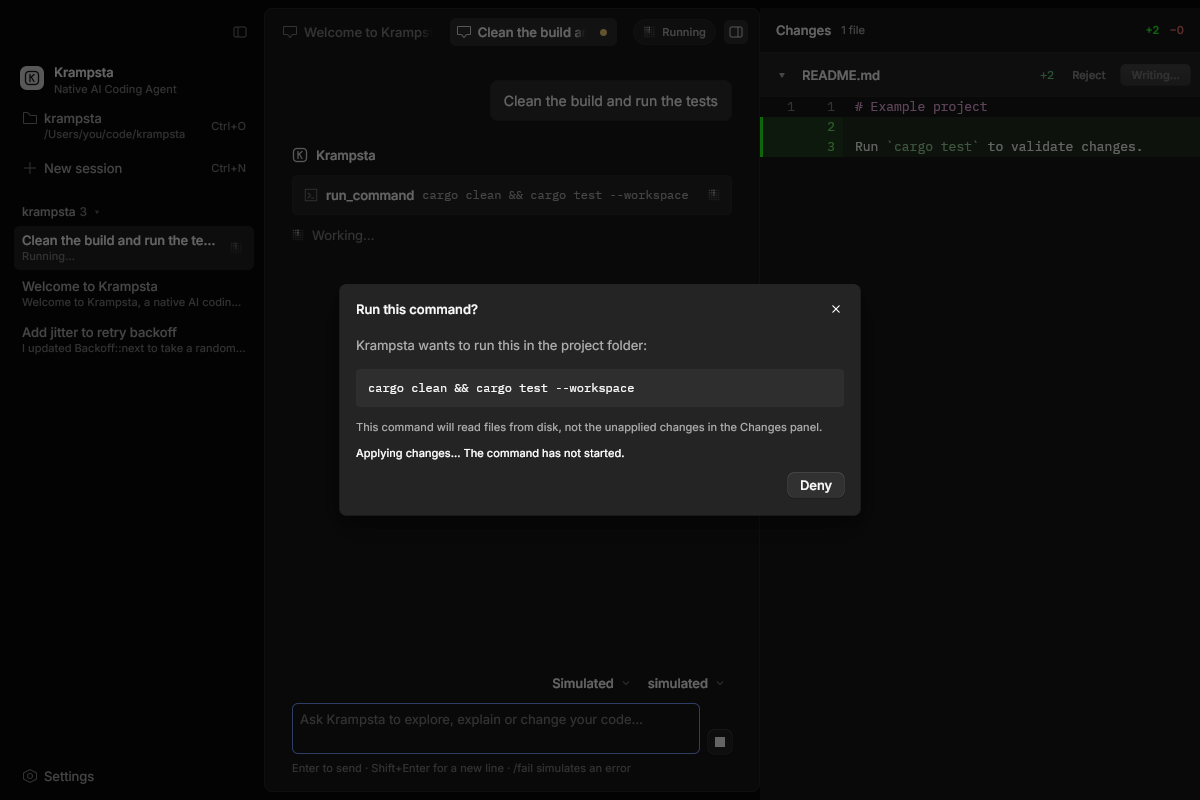 Krampsta
Native AI Coding Agent
krampsta
/Users/you/code/krampsta
Ctrl+O
New session
Ctrl+N
krampsta 3
Clean the build and run the te...
Running...
Welcome to Krampsta
Welcome to Krampsta, a native AI codin...
Add jitter to retry backoff
I updated Backoff::next to take a random...
Settings
Welcome to Kramps
Clean the build a
Running
Clean the build and run the tests
Krampsta
run_command cargo clean && cargo test --workspace
Working...
Run this command?
Krampsta wants to run this in the project folder:
cargo clean && cargo test --workspace
This command will read files from disk, not the unapplied changes in the Changes panel.
Applying changes... The command has not started.
Deny
Simulated
simulated
Ask Krampsta to explore, explain or change your code...
Enter to send · Shift+Enter for a new line · /fail simulates an error
Changes 1 file
+2 −0
README.md
+2
Reject
Writing...
1 1 # Example project
2
3 Run `cargo test` to validate changes.